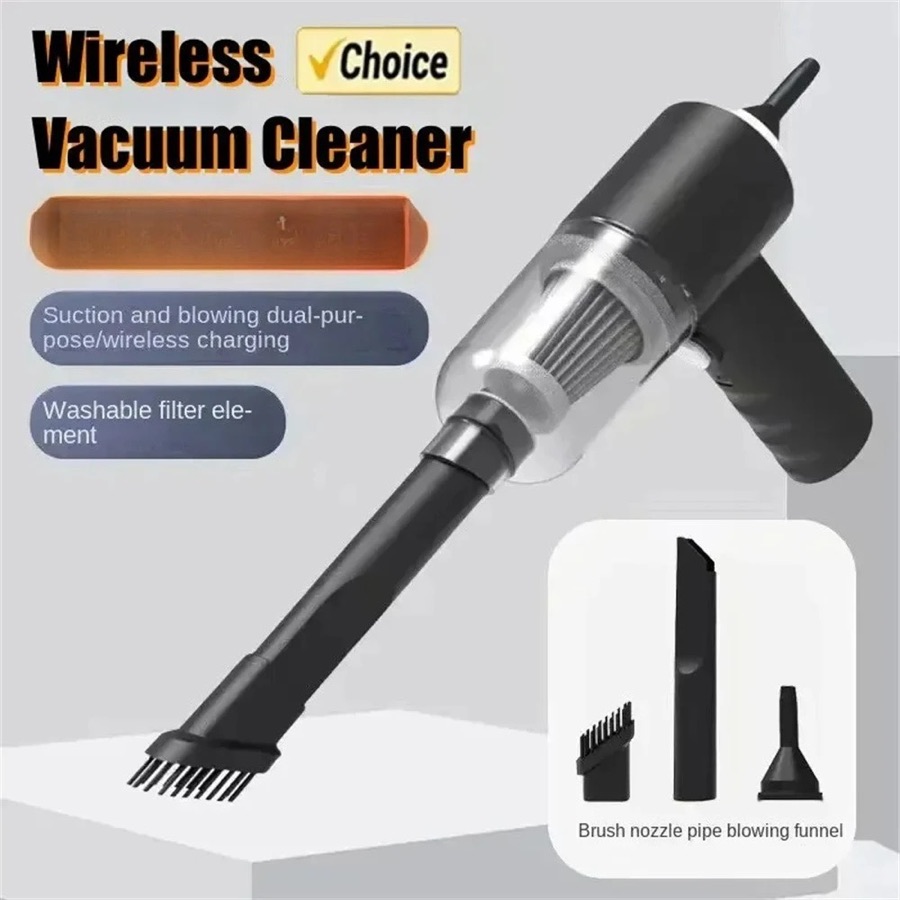 Wireless
Choice
Vacuum Cleaner
Suction and blowing dual-pur-
pose/wireless charging
Washable filter ele-
ment
Brush nozzle pipe blowing funnel